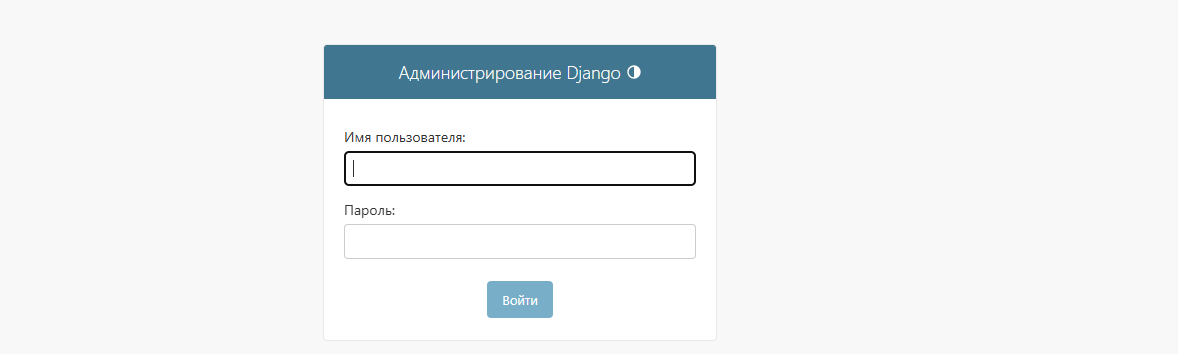 Администрирование Django
Имя пользователя:
Пароль:
Войти